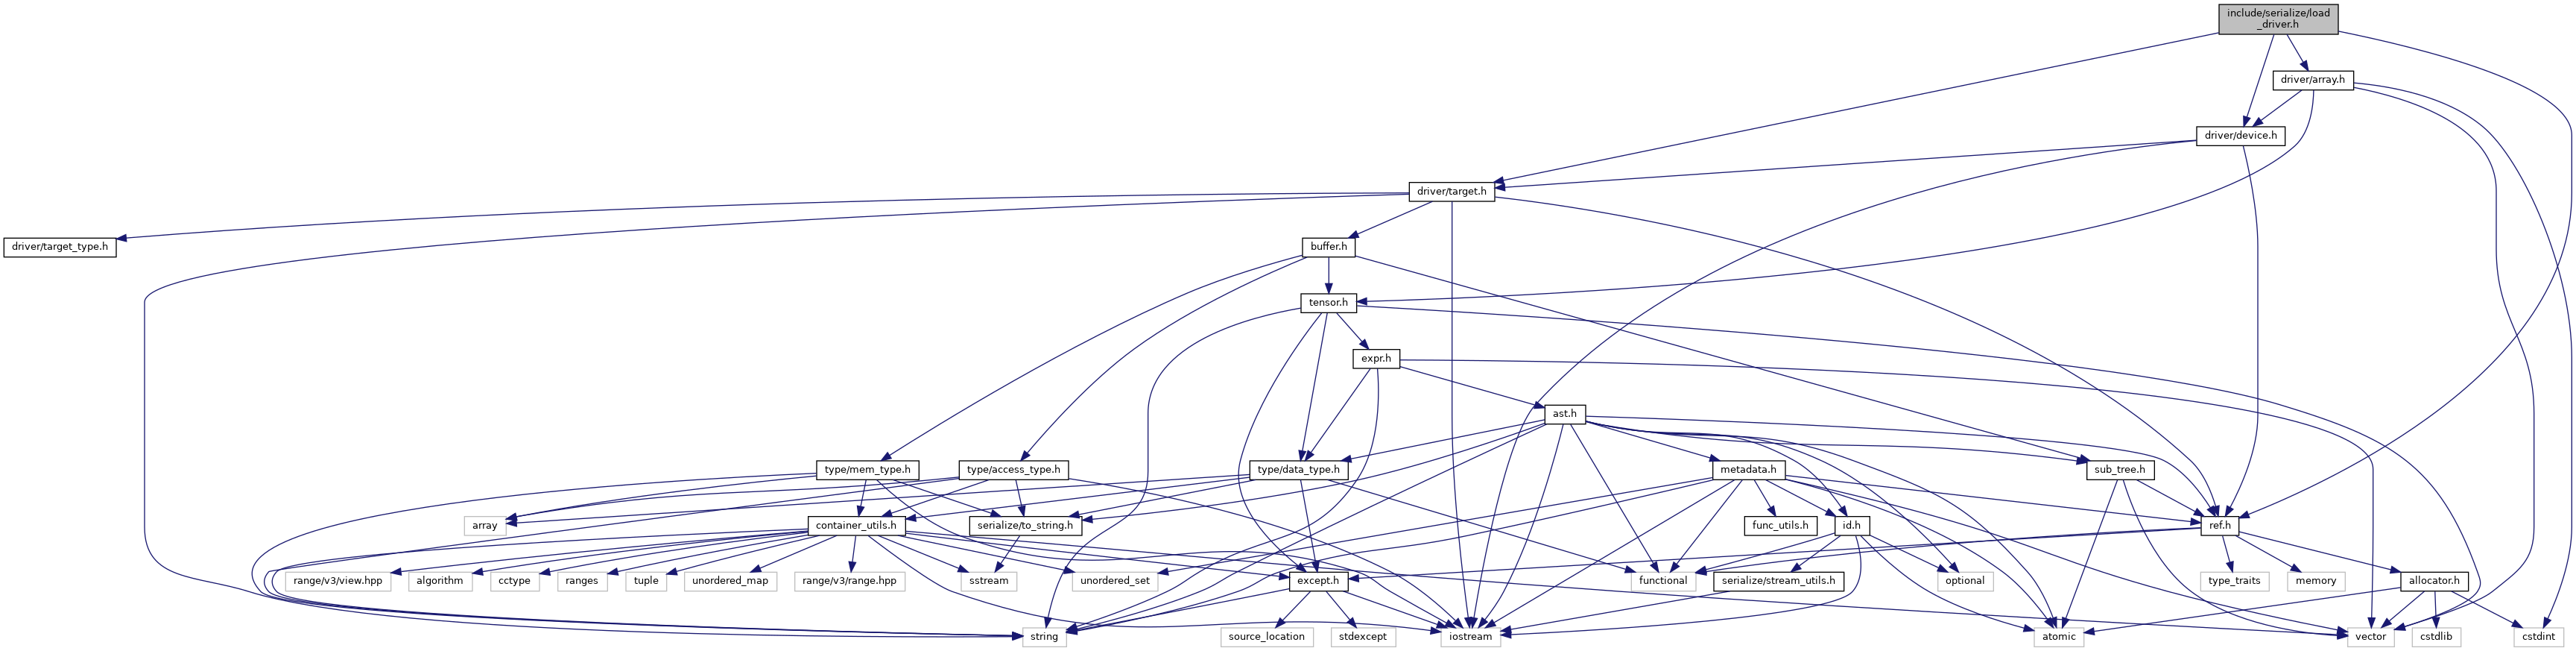 include/serialize/load
_driver.h
driver/array.h
driver/device.h
driver/target.h
driver/target_type.h
buffer.h
tensor.h
expr.h
ast.h
type/mem_type.h
type/access_type.h
type/data_type.h
metadata.h
sub_tree.h
array
container_utils.h
serialize/to_string.h
func_utils.h
id.h
ref.h
range/v3/view.hpp
algorithm
cctype
ranges
tuple
unordered_map
range/v3/range.hpp
sstream
unordered_set
except.h
functional
serialize/stream_utils.h
optional
type_traits
memory
allocator.h
string
source_location
stdexcept
iostream
atomic
vector
cstdlib
cstdint